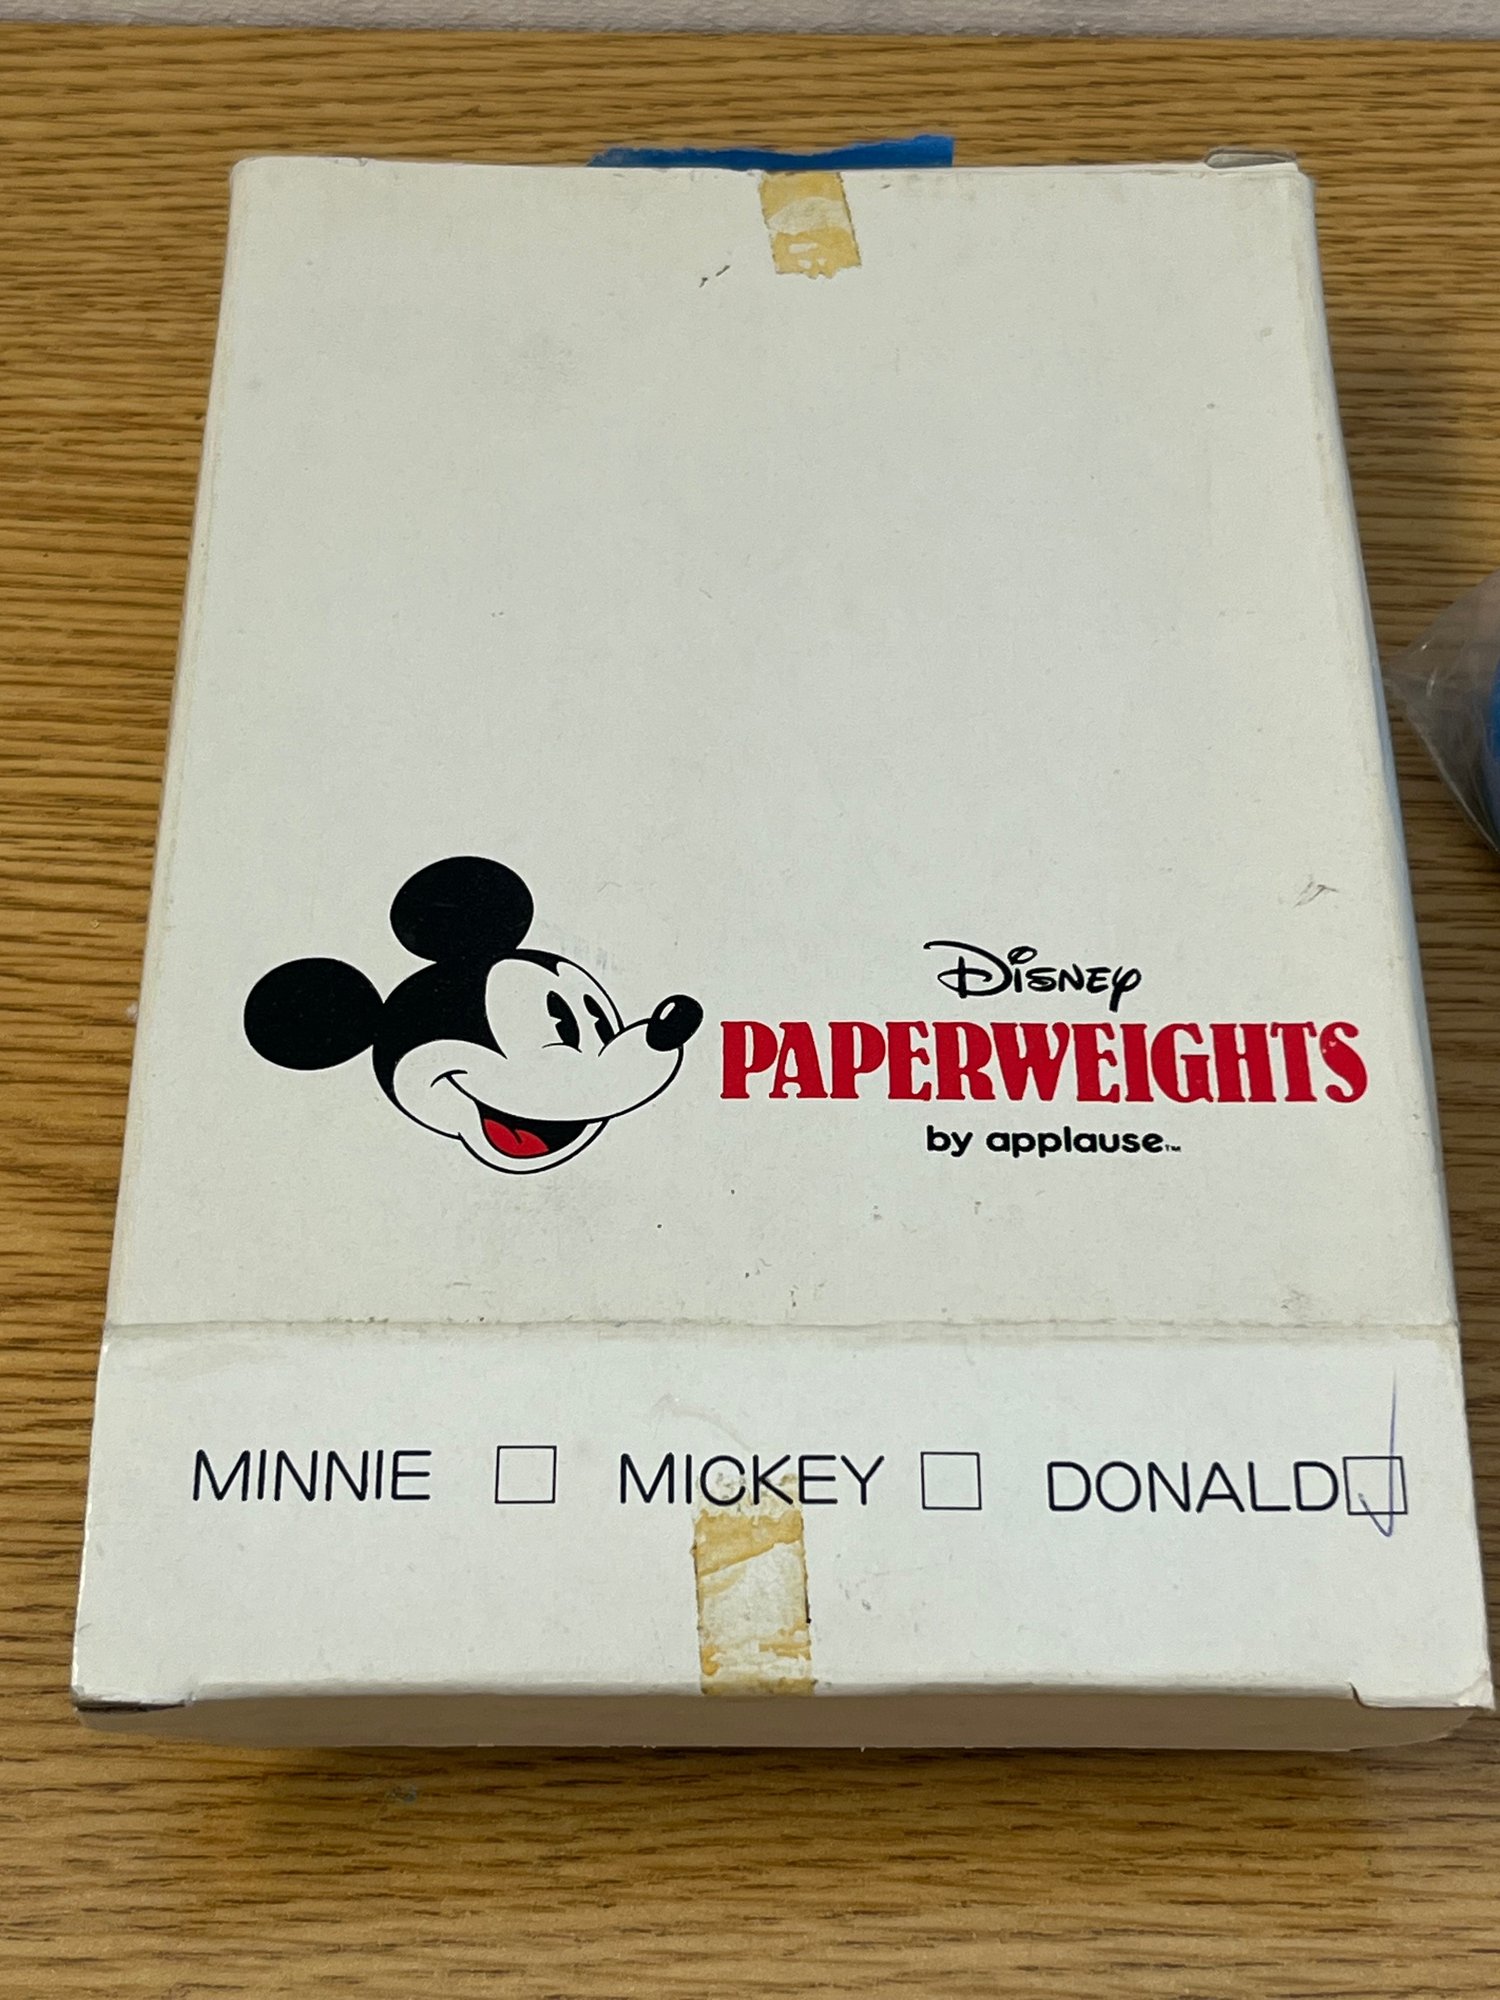 Disney
PAPERWEIGHTS
by applause™
MINNIE ☐ MICKEY ☐ DONALD ☑